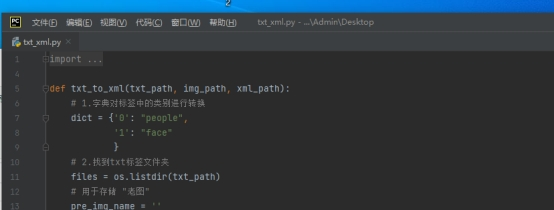 2
PC 文件(F) 编辑(E) 视图(V) 代码(C) 窗口(W) 帮助(H) txt_xml.py - ...\Admin\Desktop
txt_xml.py ×
1 import ...
4
5 def txt_to_xml(txt_path, img_path, xml_path):
6 # 1.字典对标签中的类别进行转换
7 dict = {'0': "people",
8 '1': "face"
9 }
10 # 2.找到txt标签文件夹
11 files = os.listdir(txt_path)
12 # 用于存储 "老图"
13 pre_img_name = ''